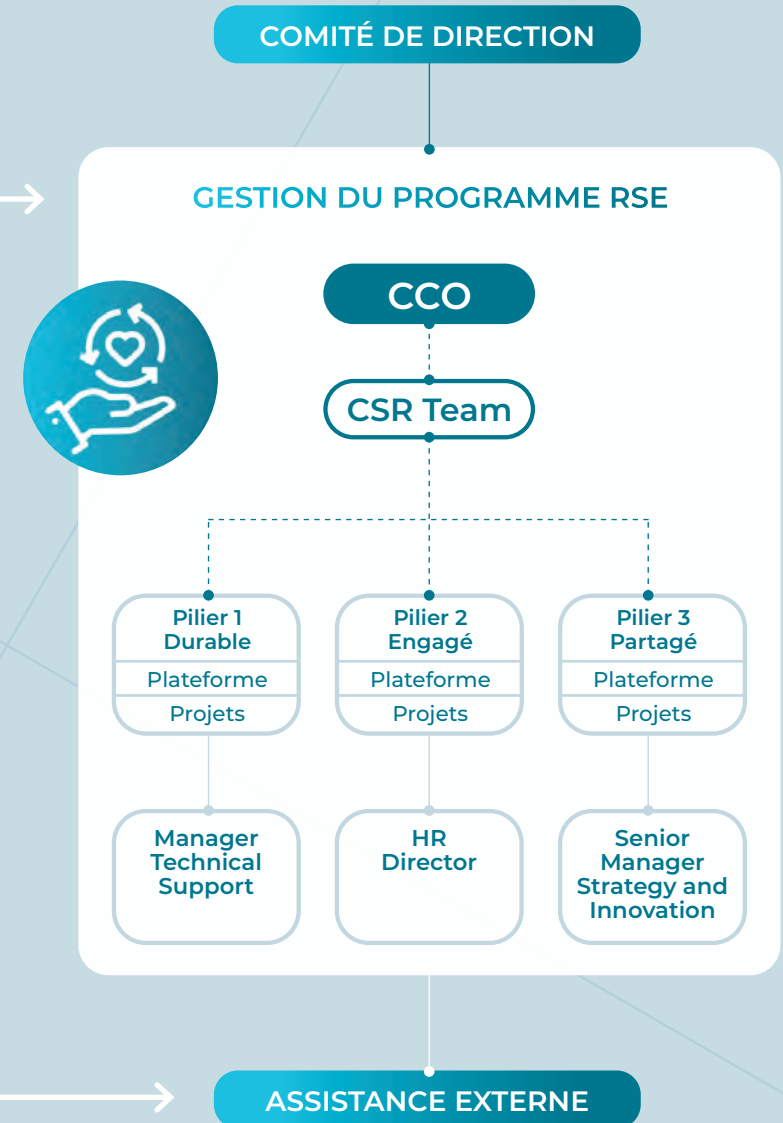 COMITÉ DE DIRECTION
GESTION DU PROGRAMME RSE
CCO
CSR Team
Pilier 1
Durable
Plateforme
Projets
Pilier 2
Engagé
Plateforme
Projets
Pilier 3
Partagé
Plateforme
Projets
Manager
Technical
Support
HR
Director
Senior
Manager
Strategy and
Innovation
ASSISTANCE EXTERNE